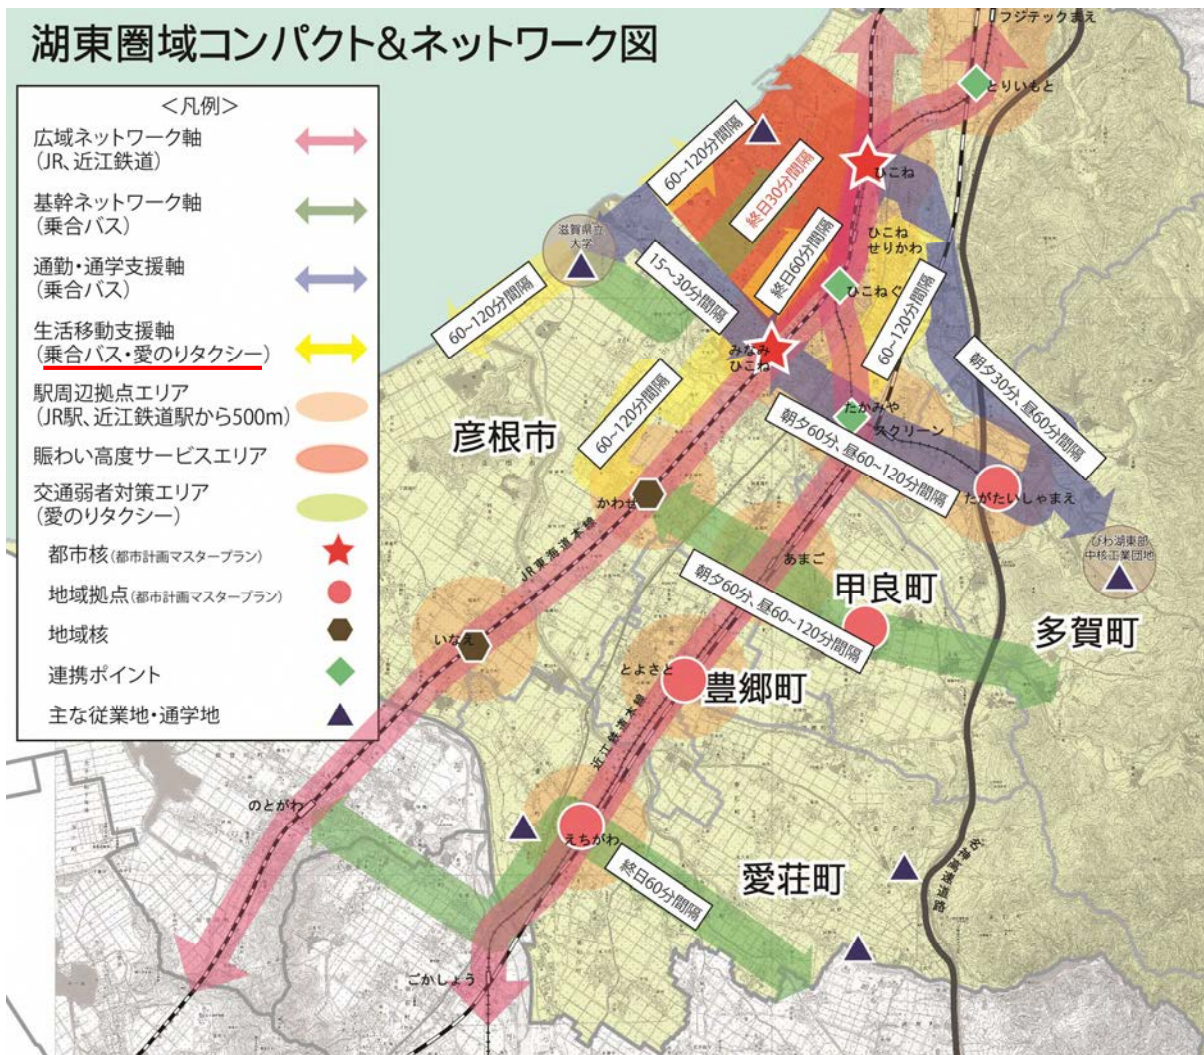 湖東圏域コンパクト&ネットワーク図
<凡例>
広域ネットワーク軸
(JR、近江鉄道)
基幹ネットワーク軸
(乗合バス)
通勤・通学支援軸
(乗合バス)
生活移動支援軸
(乗合バス・愛のりタクシー)
駅周辺拠点エリア
(JR駅、近江鉄道駅から500m)
賑わい高度サービスエリア
交通弱者対策エリア
(愛のりタクシー)
都市核(都市計画マスタープラン)
地域拠点(都市計画マスタープラン)
地域核
連携ポイント
主な従業地・通学地
フジテックまえ
とりいもと
ひこね
60~120分間隔
終日30分間隔
終日60分間隔
滋賀県立
大学
ひこね
せりかわ
15~30分間隔
ひこねぐ
60~120分間隔
60~120分間隔
みなみ
ひこね
朝夕30分、昼60分間隔
60~120分間隔
たかみや
スクリーン
朝夕60分、昼60~120分間隔
彦根市
かわせ
たがたいしゃまえ
JR東海道本線
びわ湖東部
中核工業団地
あまご
朝夕60分、昼60~120分間隔
甲良町
多賀町
いなえ
とよさと
豊郷町
近江鉄道本線
のとがわ
えちがわ
終日60分間隔
愛荘町
名神高速道路
ごかしょう